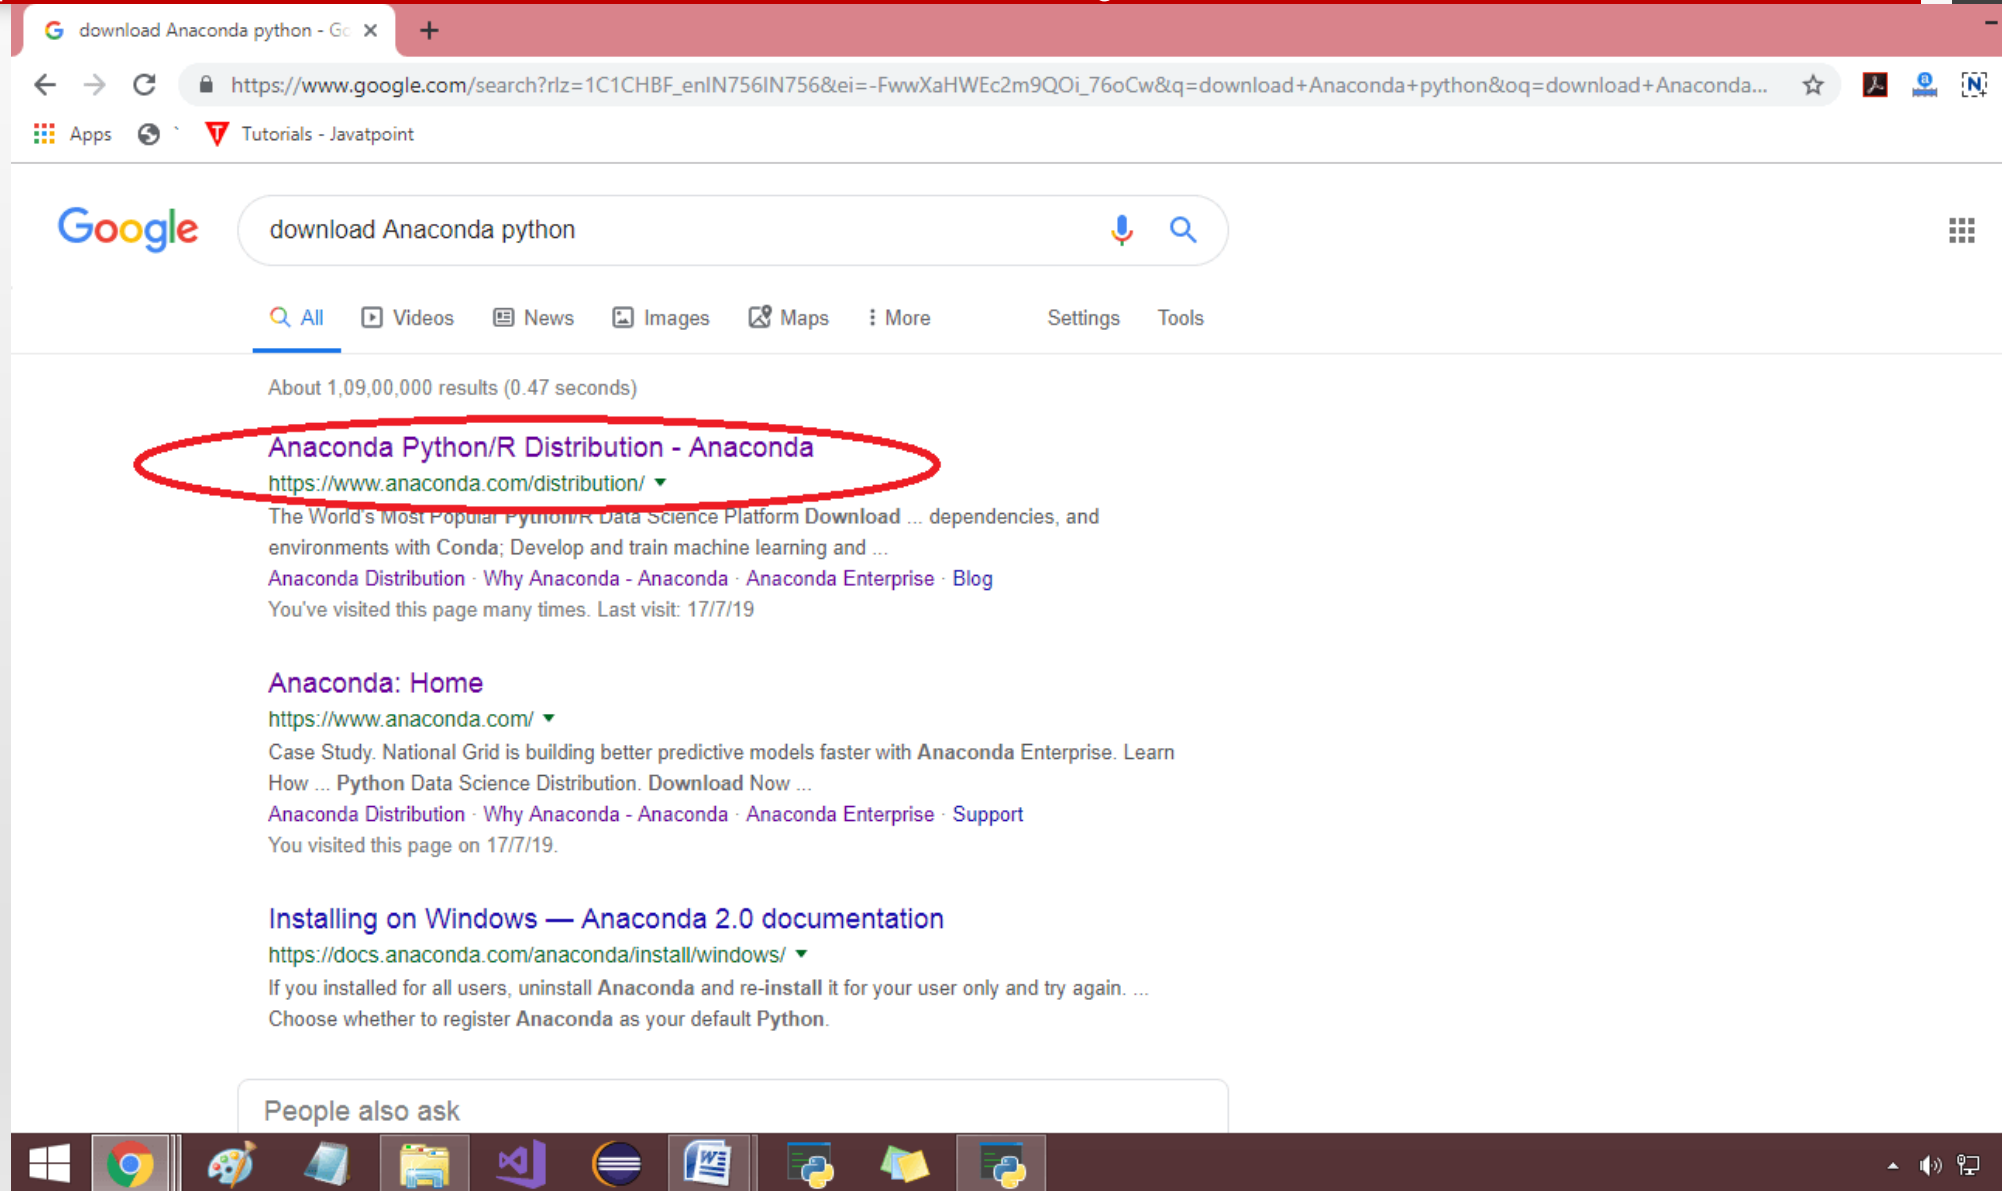 download Anaconda python - Go
https://www.google.com/search?rlz=1C1CHBF_enIN756IN756&ei=-FwwXaHWEc2m9QOi_76oCw&q=download+Anaconda+python&oq=download+Anaconda...
Apps
Tutorials - Javatpoint
Google
download Anaconda python
All Videos News Images Maps More Settings Tools
About 1,09,00,000 results (0.47 seconds)
Anaconda Python/R Distribution - Anaconda
https://www.anaconda.com/distribution/
The World's Most Popular Python/R Data Science Platform Download ... dependencies, and
environments with Conda; Develop and train machine learning and ...
Anaconda Distribution · Why Anaconda - Anaconda · Anaconda Enterprise · Blog
You've visited this page many times. Last visit: 17/7/19
Anaconda: Home
https://www.anaconda.com/
Case Study. National Grid is building better predictive models faster with Anaconda Enterprise. Learn
How ... Python Data Science Distribution. Download Now ...
Anaconda Distribution · Why Anaconda - Anaconda · Anaconda Enterprise · Support
You visited this page on 17/7/19.
Installing on Windows — Anaconda 2.0 documentation
https://docs.anaconda.com/anaconda/install/windows/
If you installed for all users, uninstall Anaconda and re-install it for your user only and try again. ...
Choose whether to register Anaconda as your default Python.
People also ask